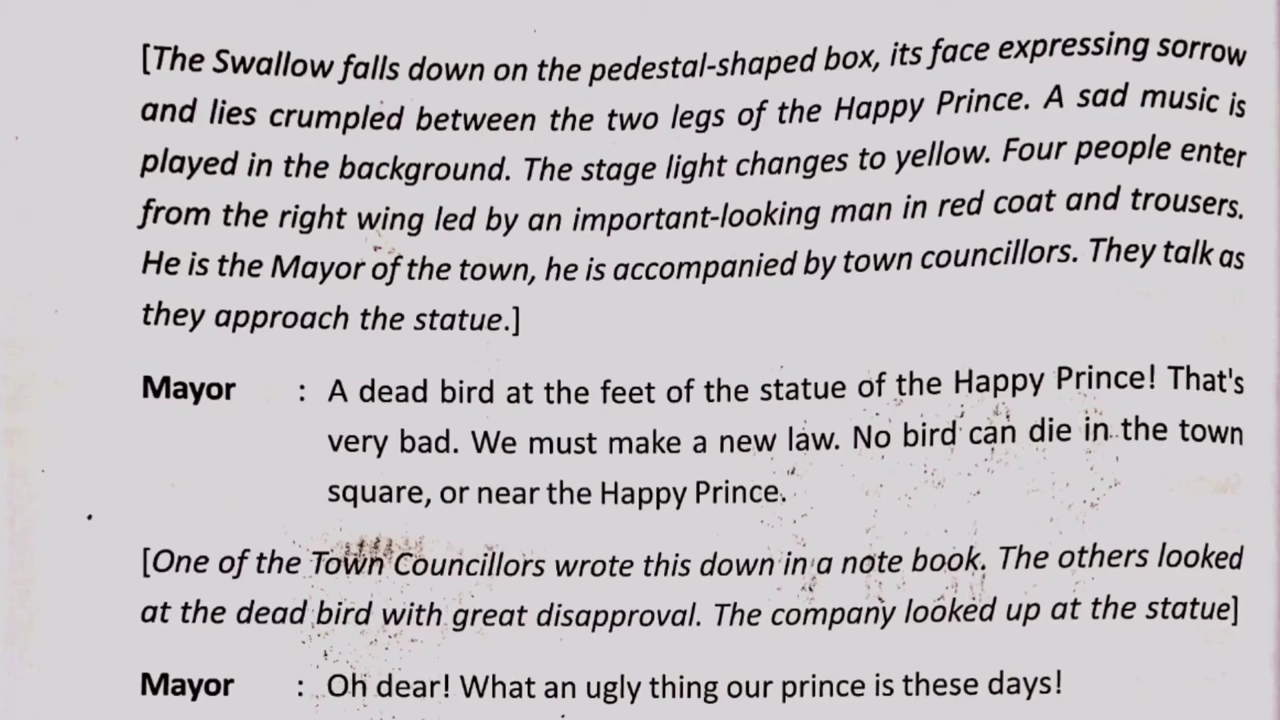 [The Swallow falls down on the pedestal-shaped box, its face expressing sorrow
and lies crumpled between the two legs of the Happy Prince. A sad music is
played in the background. The stage light changes to yellow. Four people enter
from the right wing led by an important-looking man in red coat and trousers.
He is the Mayor of the town, he is accompanied by town councillors. They talk as
they approach the statue.]
Mayor : A dead bird at the feet of the statue of the Happy Prince! That's
very bad. We must make a new law. No bird can die in the town
square, or near the Happy Prince.
[One of the Town Councillors wrote this down in a note book. The others looked
at the dead bird with great disapproval. The company looked up at the statue]
Mayor : Oh dear! What an ugly thing our prince is these days!